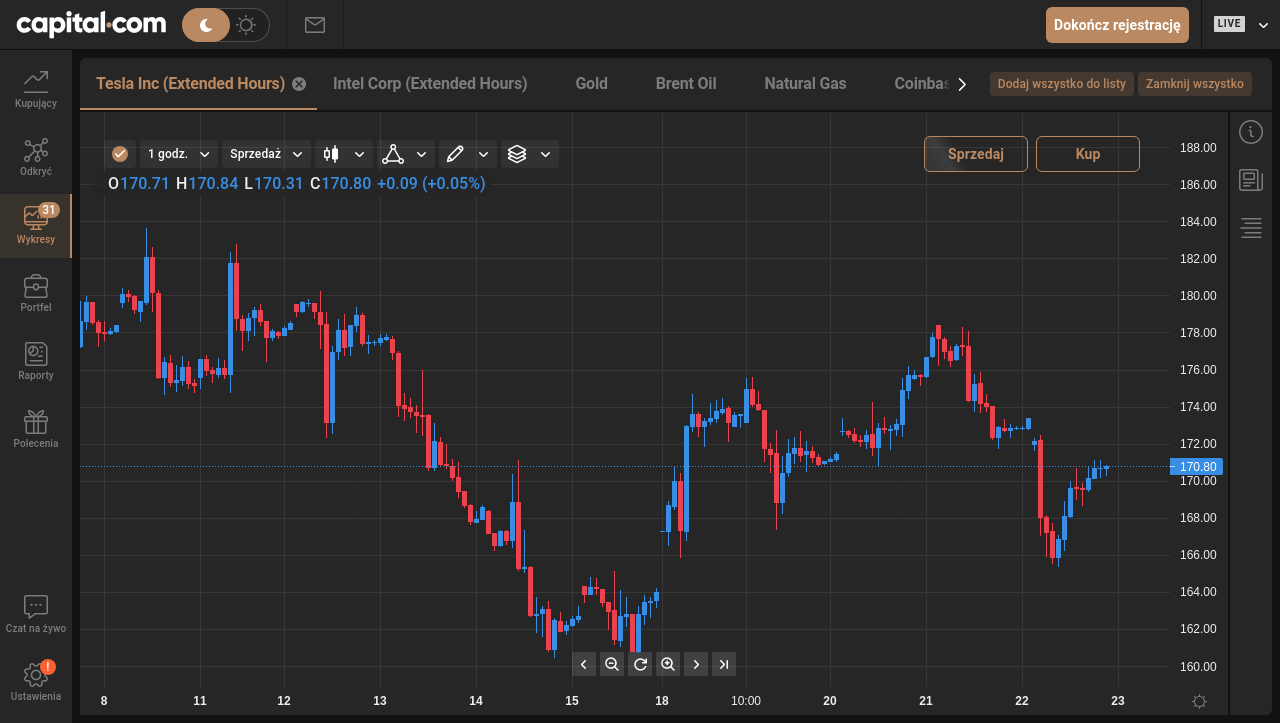 capital.com
Dokończ rejestrację
LIVE
Kupujący
Odkryć
31
Wykresy
Portfel
Raporty
Polecenia
Czat na żywo
!
Ustawienia
Tesla Inc (Extended Hours)
Intel Corp (Extended Hours)
Gold
Brent Oil
Natural Gas
Coinbas
Dodaj wszystko do listy
Zamknij wszystko
1 godz.
Sprzedaż
Sprzedaj
Kup
O170.71 H170.84 L170.31 C170.80 +0.09 (+0.05%)
188.00
186.00
184.00
182.00
180.00
178.00
176.00
174.00
172.00
170.80
170.00
168.00
166.00
164.00
162.00
160.00
8 11 12 13 14 15 18 10:00 20 21 22 23